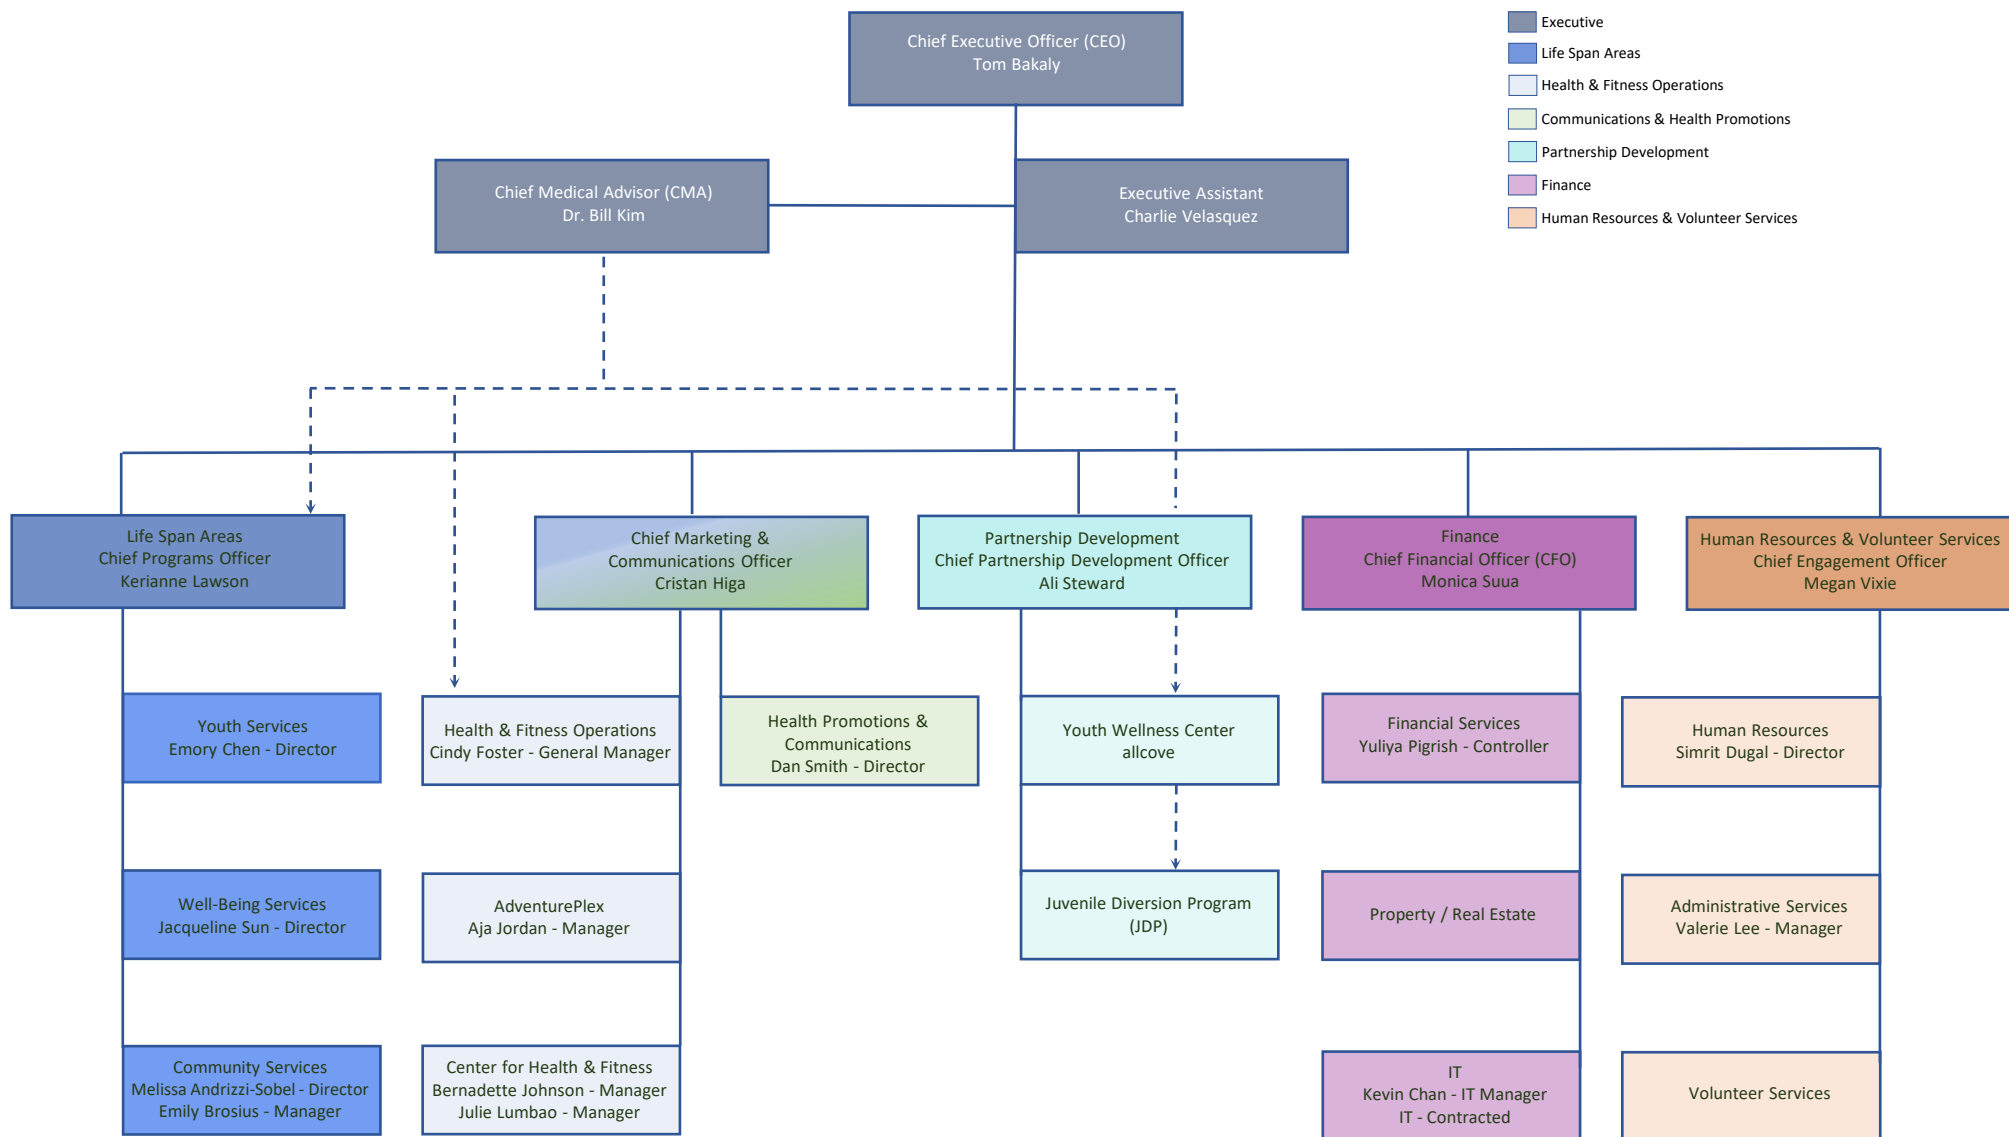 Chief Executive Officer (CEO)
Tom Bakaly
Executive
Life Span Areas
Health & Fitness Operations
Communications & Health Promotions
Partnership Development
Finance
Human Resources & Volunteer Services
Chief Medical Advisor (CMA)
Dr. Bill Kim
Executive Assistant
Charlie Velasquez
Life Span Areas
Chief Programs Officer
Kerianne Lawson
Chief Marketing &
Communications Officer
Cristan Higa
Partnership Development
Chief Partnership Development Officer
Ali Steward
Finance
Chief Financial Officer (CFO)
Monica Suua
Human Resources & Volunteer Services
Chief Engagement Officer
Megan Vixie
Youth Services
Emory Chen - Director
Health & Fitness Operations
Cindy Foster - General Manager
Health Promotions &
Communications
Dan Smith - Director
Youth Wellness Center
allcove
Financial Services
Yuliya Pigrish - Controller
Human Resources
Simrit Dugal - Director
Well-Being Services
Jacqueline Sun - Director
AdventurePlex
Aja Jordan - Manager
Juvenile Diversion Program
(JDP)
Property / Real Estate
Administrative Services
Valerie Lee - Manager
Community Services
Melissa Andrizzi-Sobel - Director
Emily Brosius - Manager
Center for Health & Fitness
Bernadette Johnson - Manager
Julie Lumbao - Manager
IT
Kevin Chan - IT Manager
IT - Contracted
Volunteer Services